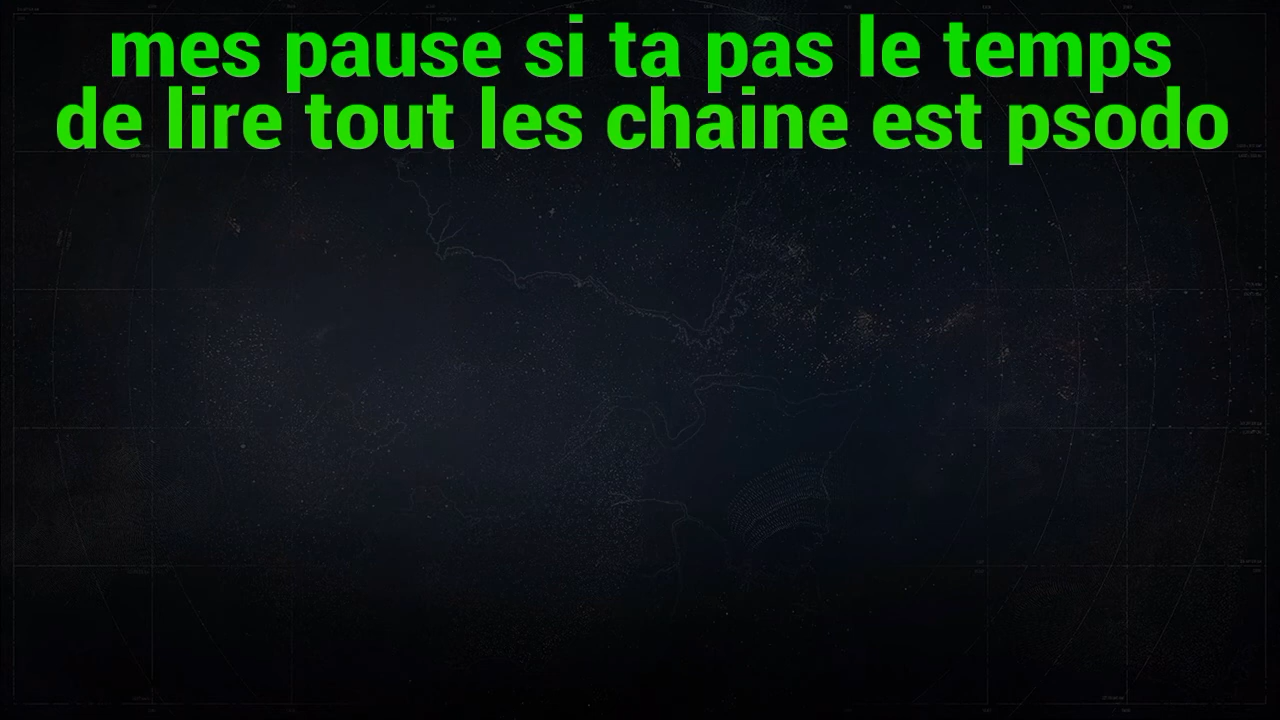 mes pause si ta pas le temps
de lire tout les chaine est psodo